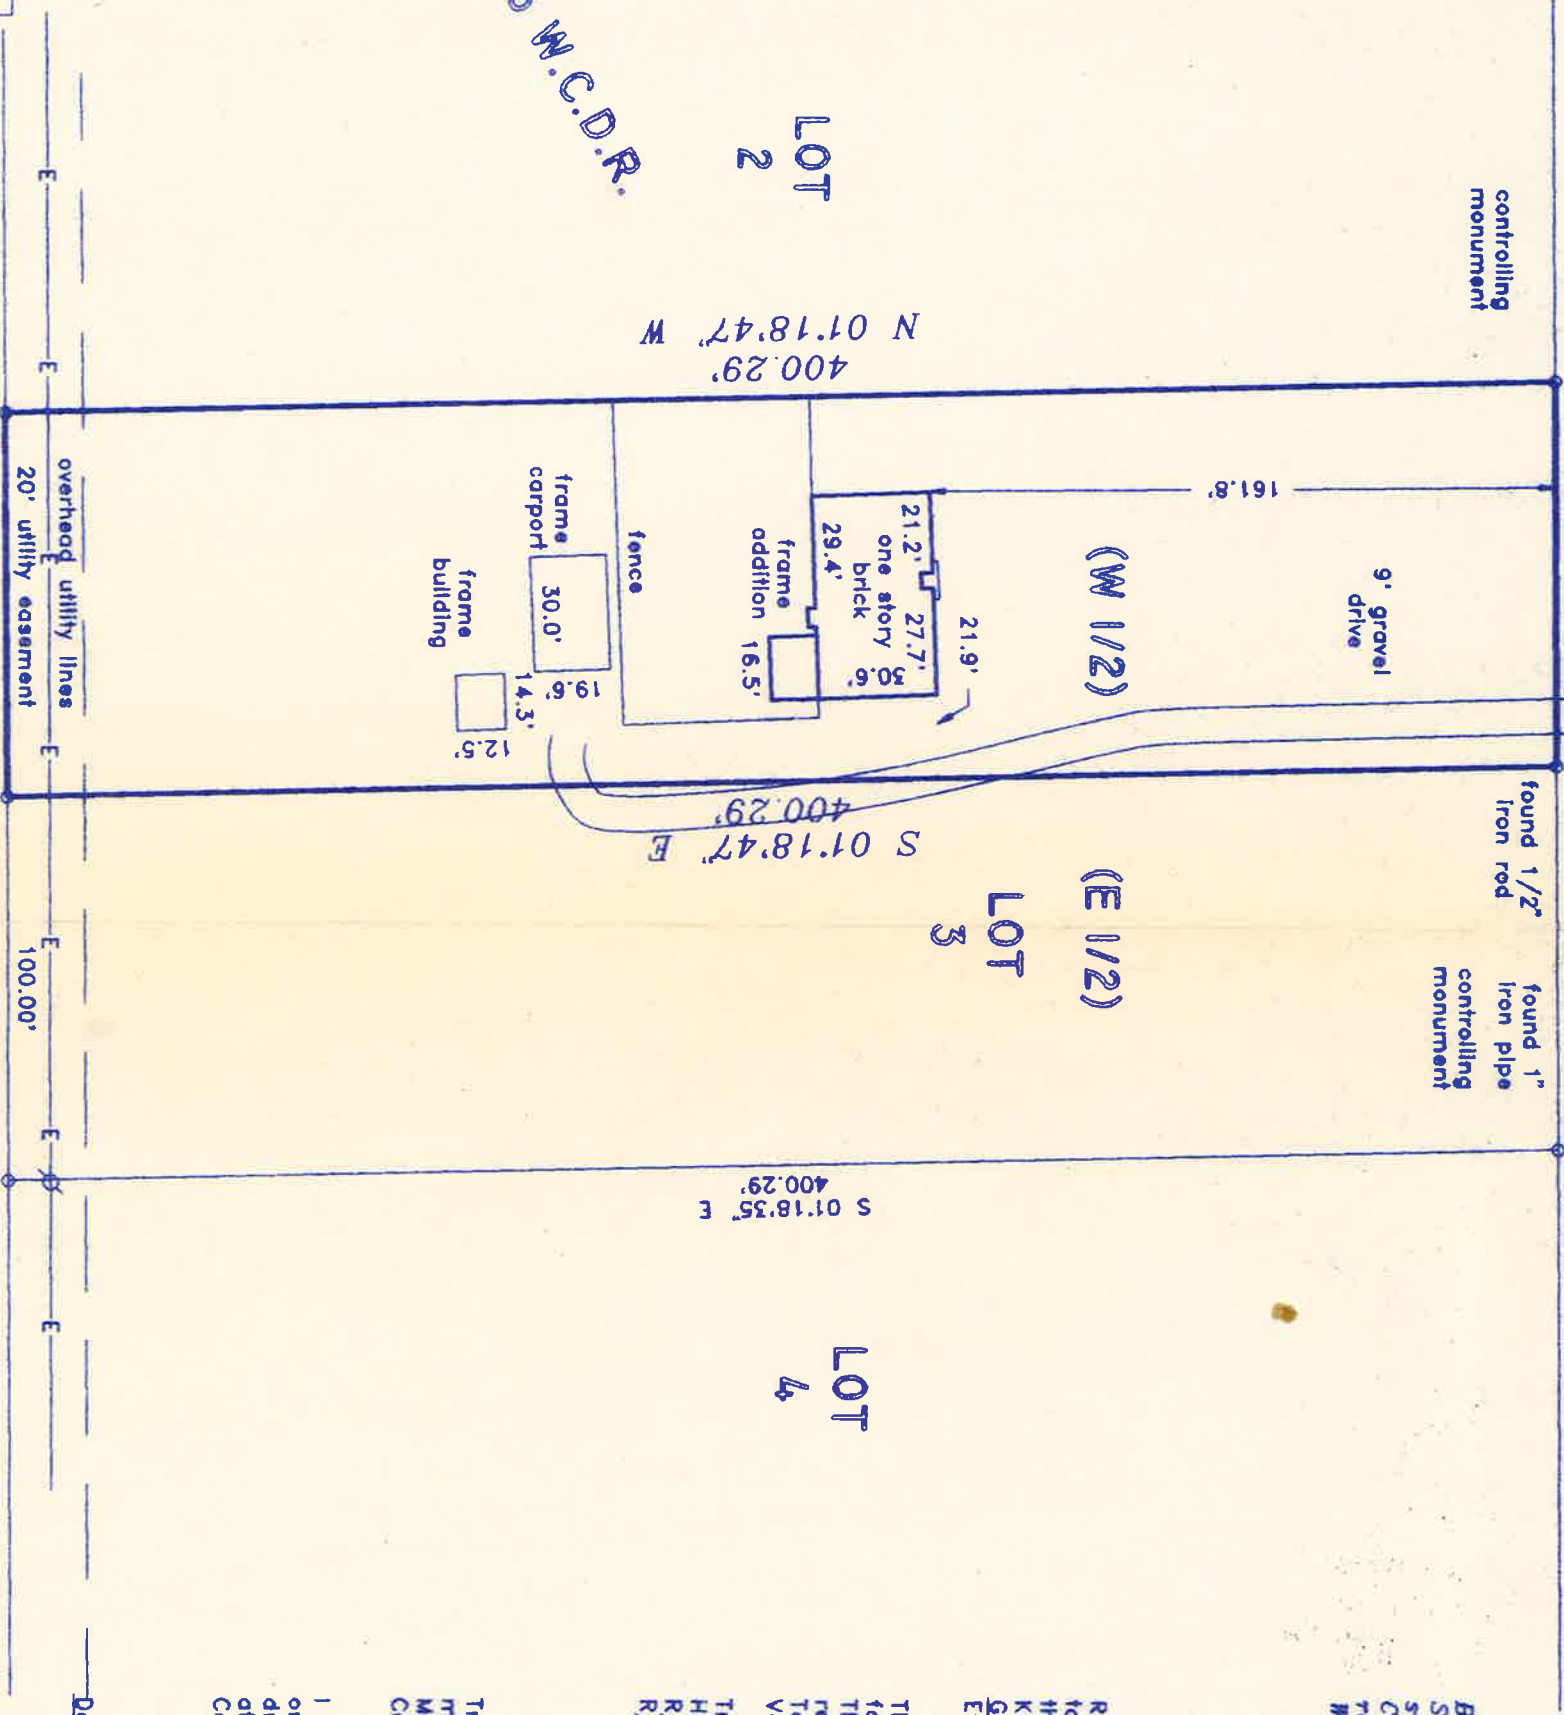 controlling
monument
LOT
2
W.C.D.R.
N 01°18'47" W
400.29'
161.8'
9' gravel
drive
(W 1/2)
21.9'
21.2'
27.7'
one story
brick
30.6'
29.4'
frame
addition
16.5'
fence
frame
carport
30.0'
19.6'
frame
building
14.3'
12.5'
overhead utility lines
20' utility easement
E
E
E
E
E
E
E
400.29'
S 01°18'47" E
found 1/2"
iron rod
found 1"
iron pipe
controlling
monument
(E 1/2)
LOT
3
100.00'
400.29'
S 01°18'35" E
LOT
4